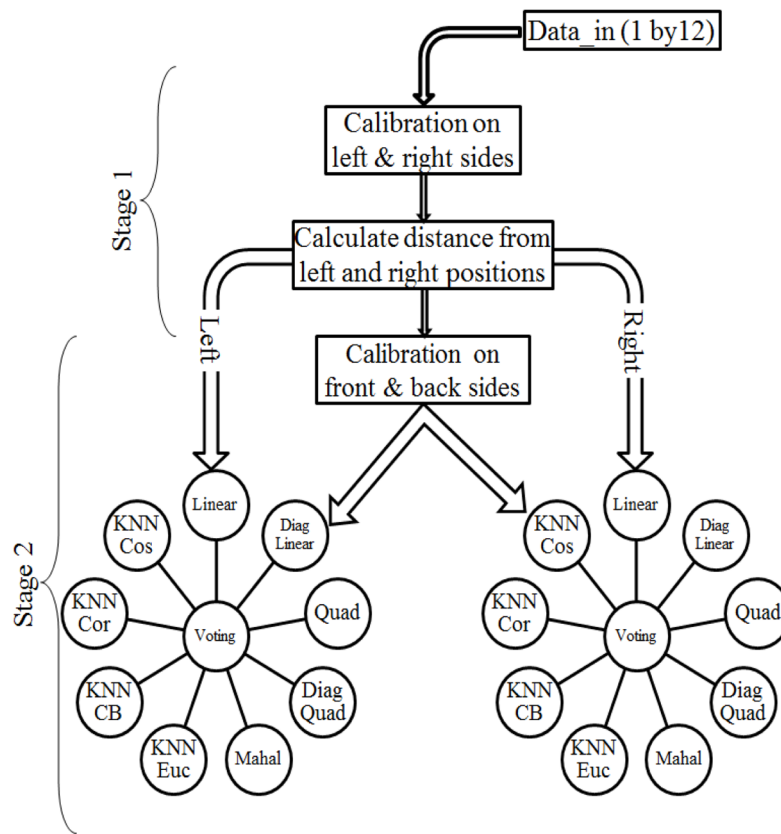 Data_in (1 by12)
Calibration on
left & right sides
Stage 1
Calculate distance from
left and right positions
Left
Right
Calibration on
front & back sides
Stage 2
Linear
Diag
Linear
Quad
Diag
Quad
Mahal
KNN
Euc
KNN
CB
KNN
Cor
KNN
Cos
Voting
Linear
Diag
Linear
Quad
Diag
Quad
Mahal
KNN
Euc
KNN
CB
KNN
Cor
KNN
Cos
Voting